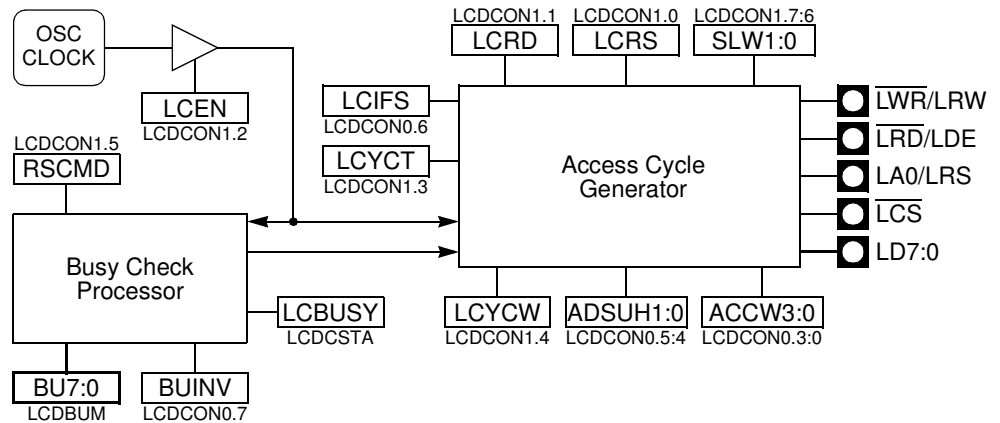 OSC
CLOCK
LCEN
LCDCON1.2
LCDCON1.5
RSCMD
Busy Check
Processor
BU7:0
LCDBUM
BUINV
LCDCON0.7
LCBUSY
LCDCSTA
LCIFS
LCDCON0.6
LCYCT
LCDCON1.3
LCDCON1.1
LCRD
LCDCON1.0
LCRS
LCDCON1.7:6
SLW1:0
Access Cycle
Generator
LCYCW
LCDCON1.4
ADSUH1:0
LCDCON0.5:4
ACCW3:0
LCDCON0.3:0
L̅W̅R̅/LRW
L̅R̅D̅/LDE
LA0/LRS
L̅C̅S̅
LD7:0